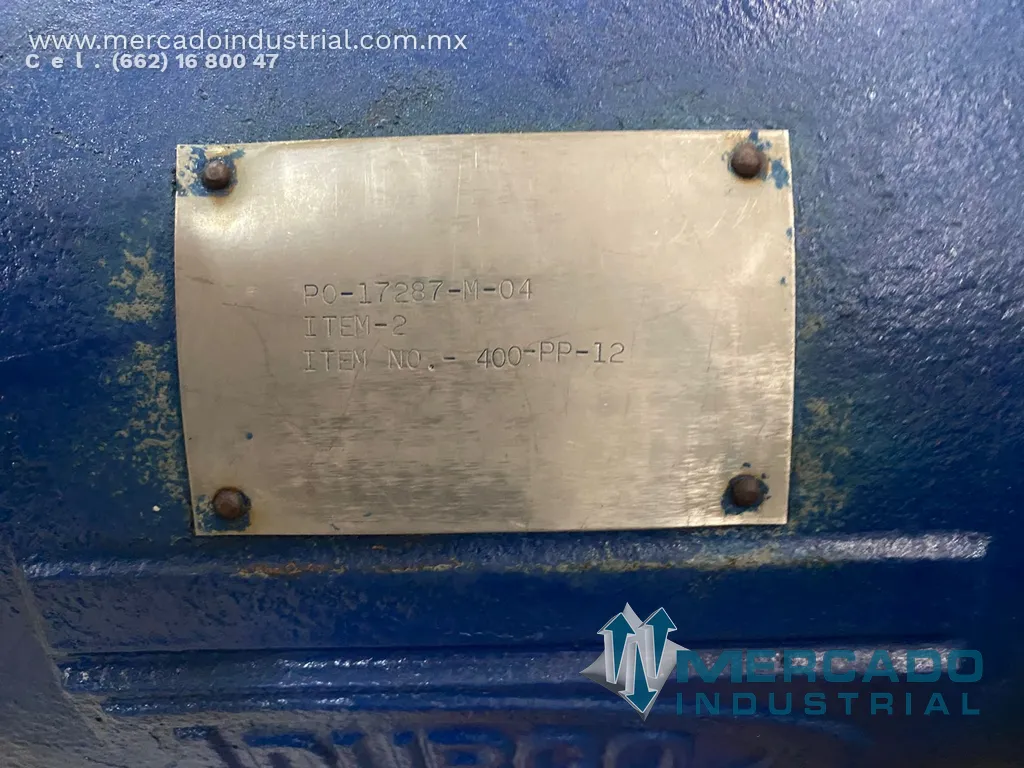 www.mercadoindustrial.com.mx
Cel. (662) 16 800 47
PO-17287-M-04
ITEM-2
ITEM NO.- 400-PP-12
MERCADO
INDUSTRIAL